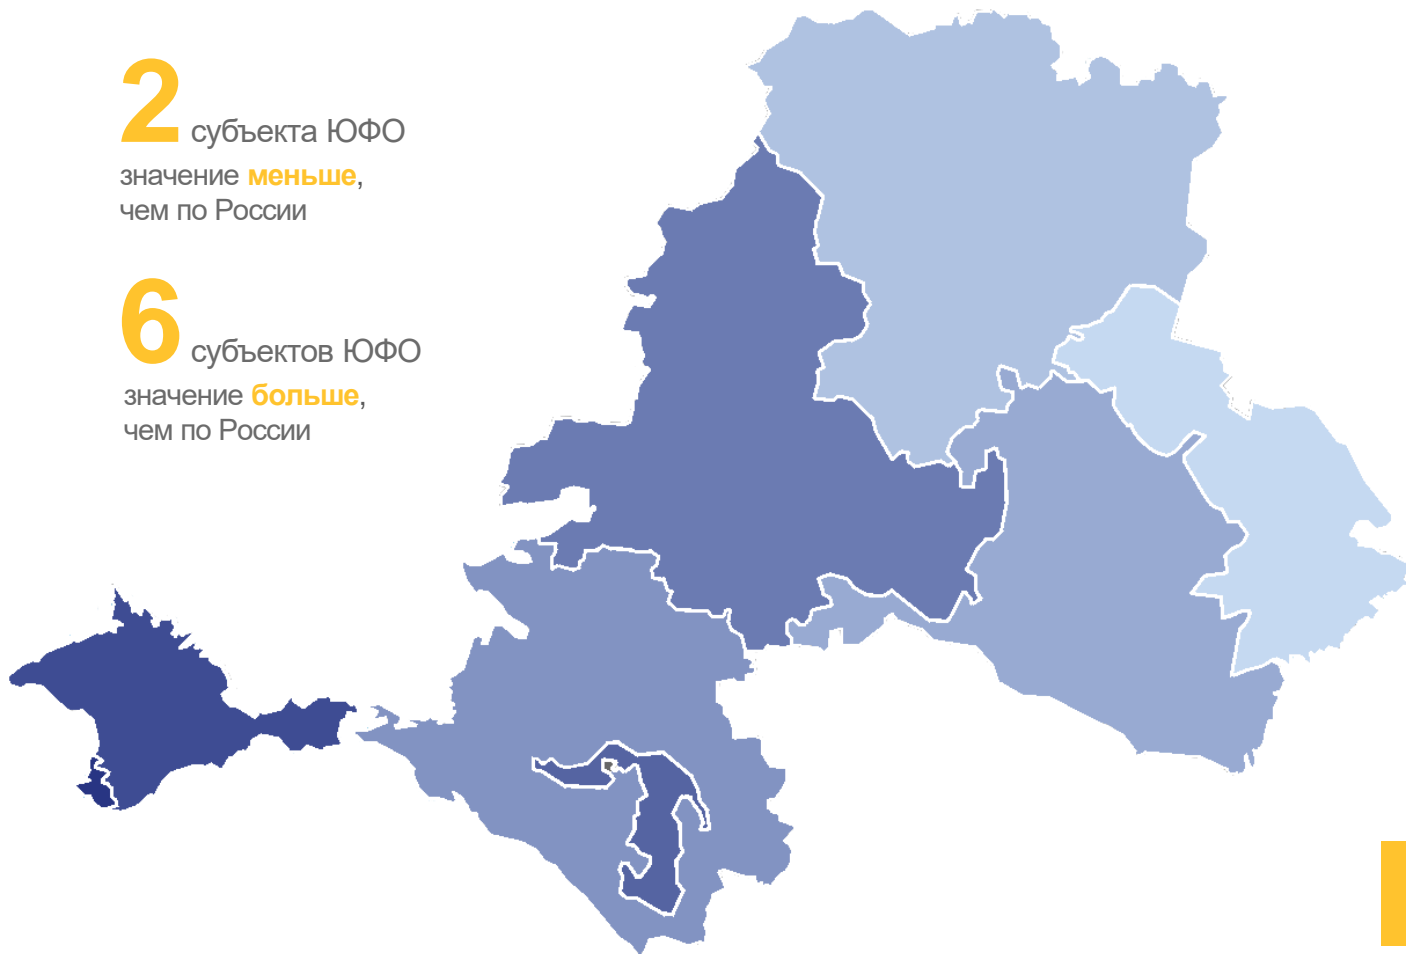 2 субъекта ЮФО
значение меньше,
чем по России
6 субъектов ЮФО
значение больше,
чем по России